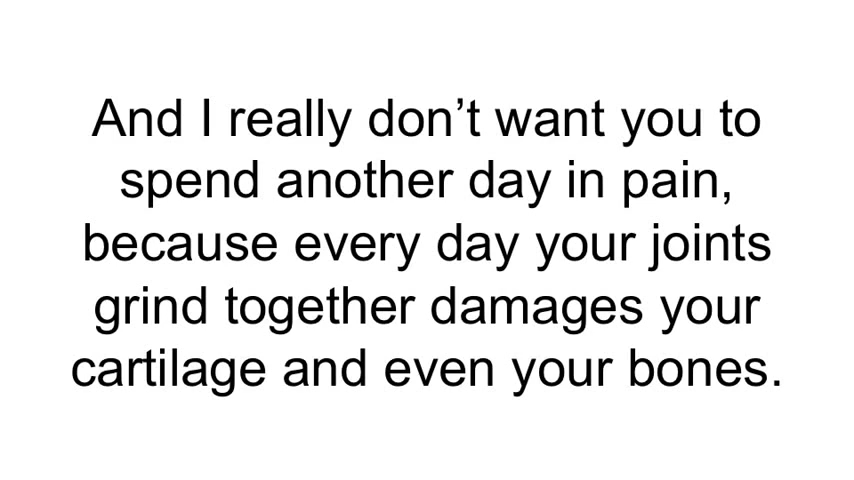 And I really don’t want you to
spend another day in pain,
because every day your joints
grind together damages your
cartilage and even your bones.